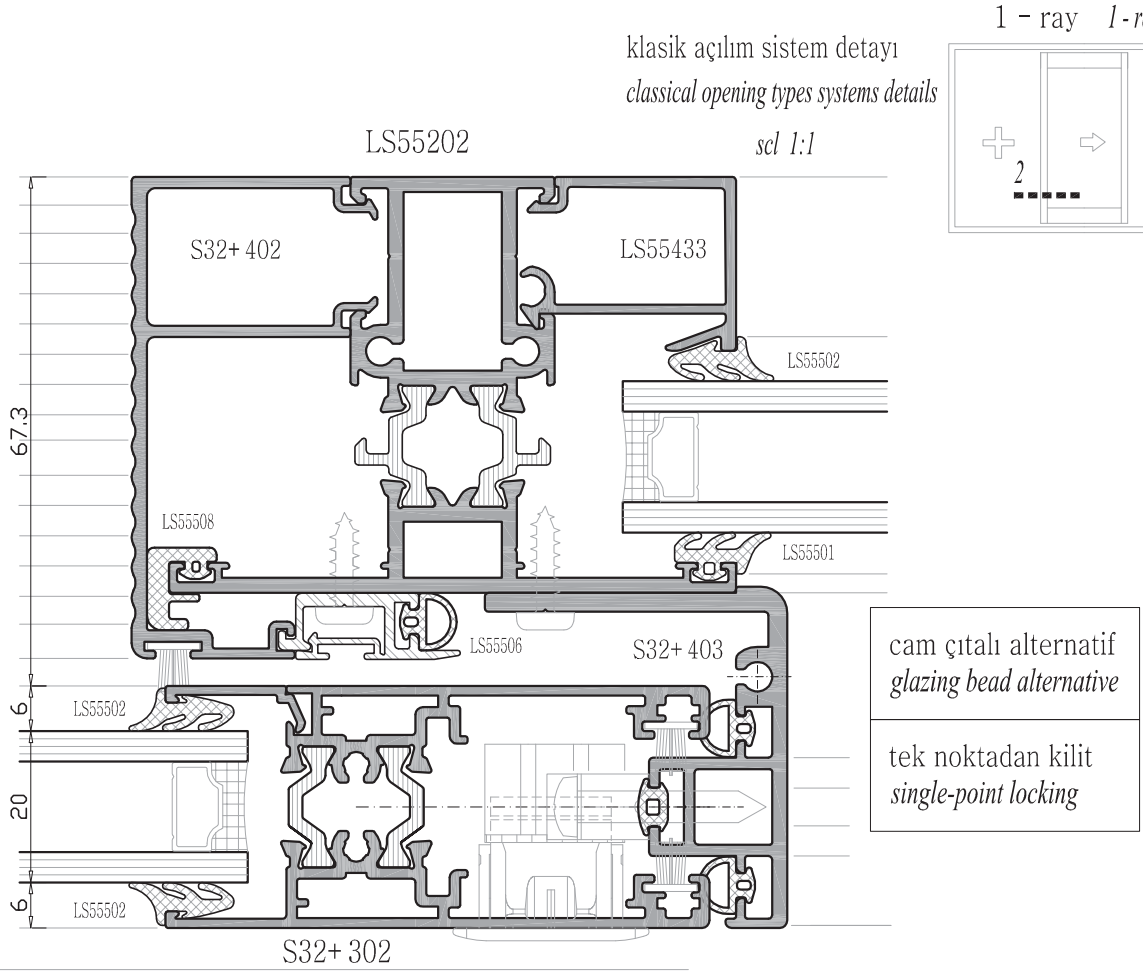 1 - ray
klasik açılım sistem detayı
classical opening types systems details
scl 1:1
2
LS55202
S32+402
LS55433
LS55502
67.3
LS55508
LS55501
LS55506
S32+403
cam çıtalı alternatif
glazing bead alternative
6
LS55502
tek noktadan kilit
single-point locking
20
6
LS55502
S32+302